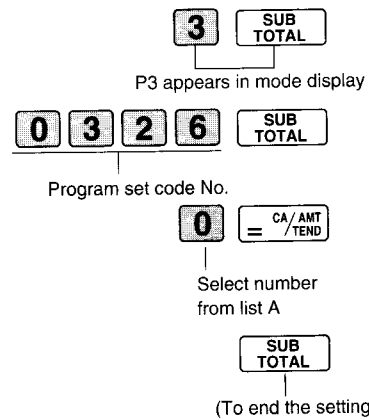 3 SUB TOTAL
P3 appears in mode display
0 3 2 6 SUB TOTAL
Program set code No.
0 = CA/AMT TEND
Select number
from list A
SUB TOTAL
(To end the setting